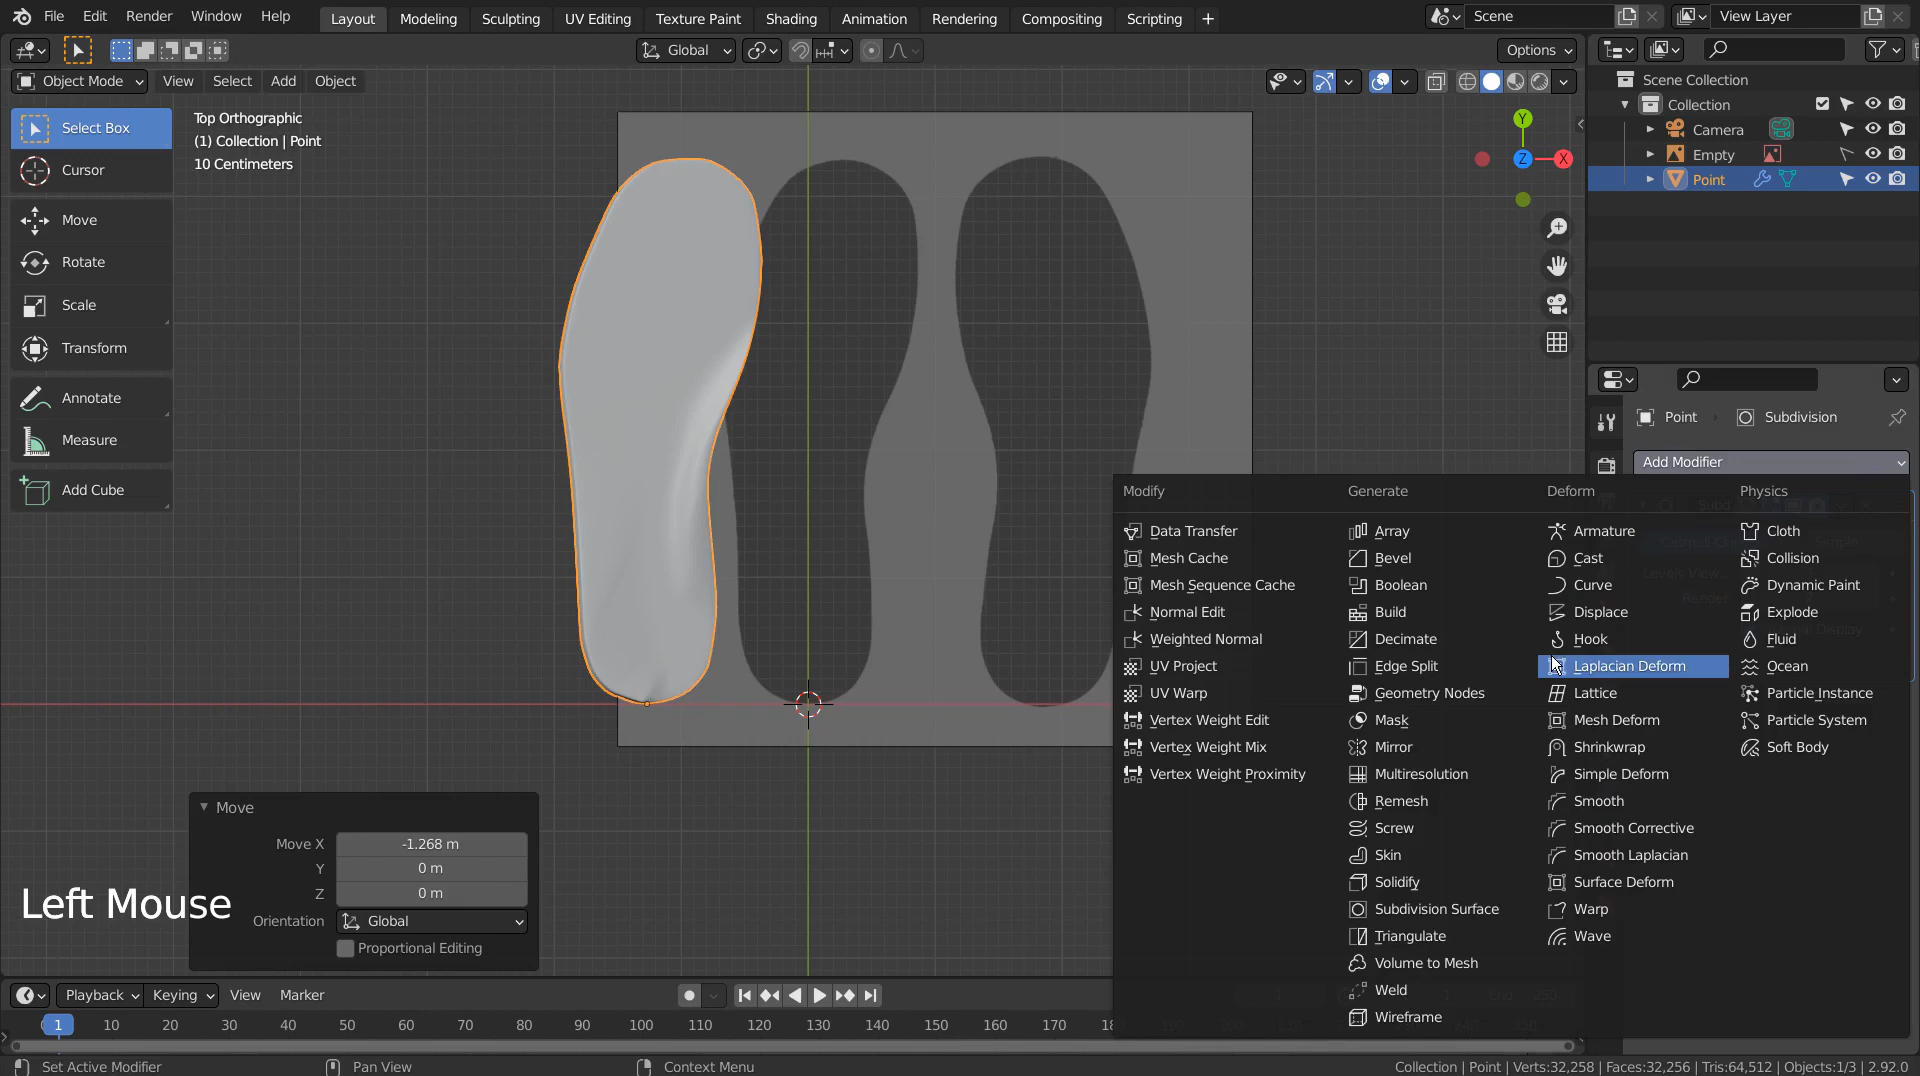 File Edit Render Window Help Layout Modeling Sculpting UV Editing Texture Paint Shading Animation Rendering Compositing Scripting + Scene View Layer
Global Options
Object Mode View Select Add Object
Select Box
Cursor
Move
Rotate
Scale
Transform
Annotate
Measure
Add Cube
Top Orthographic
(1) Collection | Point
10 Centimeters
Y
Z X
Scene Collection
Collection
Camera
Empty
Point
Point Subdivision
Add Modifier
Modify Generate Deform Physics
Data Transfer Array Armature Cloth
Mesh Cache Bevel Cast Collision
Mesh Sequence Cache Boolean Curve Dynamic Paint
Normal Edit Build Displace Explode
Weighted Normal Decimate Hook Fluid
UV Project Edge Split Laplacian Deform Ocean
UV Warp Geometry Nodes Lattice Particle Instance
Vertex Weight Edit Mask Mesh Deform Particle System
Vertex Weight Mix Mirror Shrinkwrap Soft Body
Vertex Weight Proximity Multiresolution Simple Deform
Remesh Smooth
Screw Smooth Corrective
Skin Smooth Laplacian
Solidify Surface Deform
Subdivision Surface Warp
Triangulate Wave
Volume to Mesh
Weld
Wireframe
Move
Move X -1.268 m
Y 0 m
Z 0 m
Orientation Global
Proportional Editing
Left Mouse
Playback Keying View Marker
1 10 20 30 40 50 60 70 80 90 100 110 120 130 140 150 160 170
Set Active Modifier Pan View Context Menu Collection | Point | Verts:32,258 | Faces:32,256 | Tris:64,512 | Objects:1/3 | 2.92.0